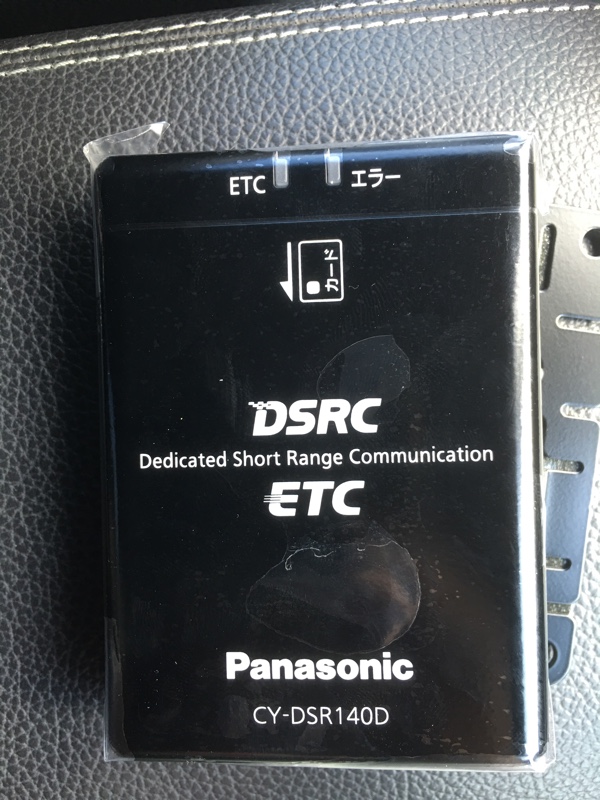 ETC エラー
カード
DSRC
Dedicated Short Range Communication
ETC
Panasonic
CY-DSR140D